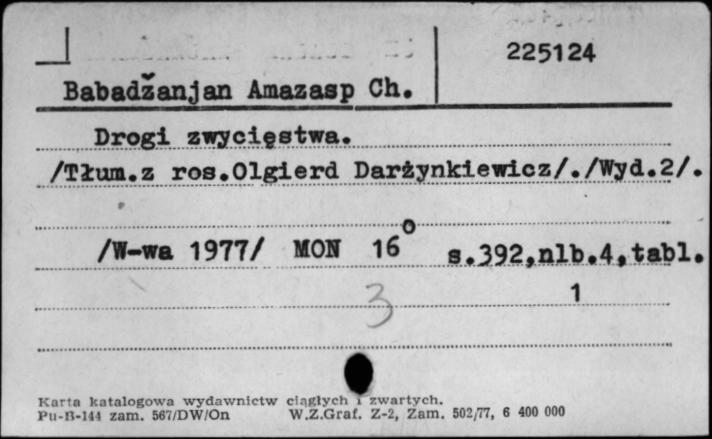 225124
Babadžanjan Amazasp Ch.
Drogi zwycięstwa.
/Tłum.z ros.Olgierd Darżynkiewicz/./Wyd.2/.
/W-wa 1977/ MON 16° s.392,nlb.4,tabl.
3 1
Karta katalogowa wydawnictw ciągłych i zwartych.
Pu-B-144 zam. 567/DW/On W.Z.Graf. Z-2, Zam. 502/77, 6 400 000